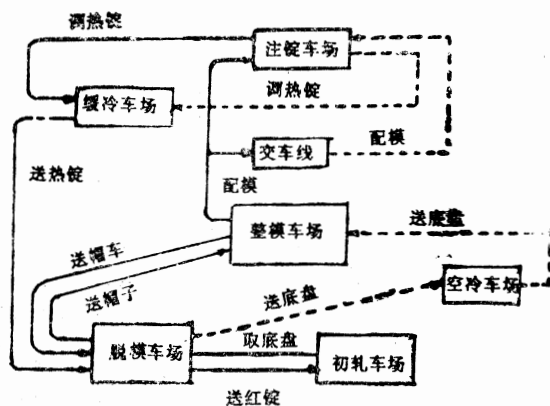 调热锭
注锭车场
调热锭
缓冷车场
配模
交车线
送热锭
配模
送底盘
整模车场
送帽车
送帽子
送底盘
空冷车场
取底盘
脱模车场
初轧车场
送红锭